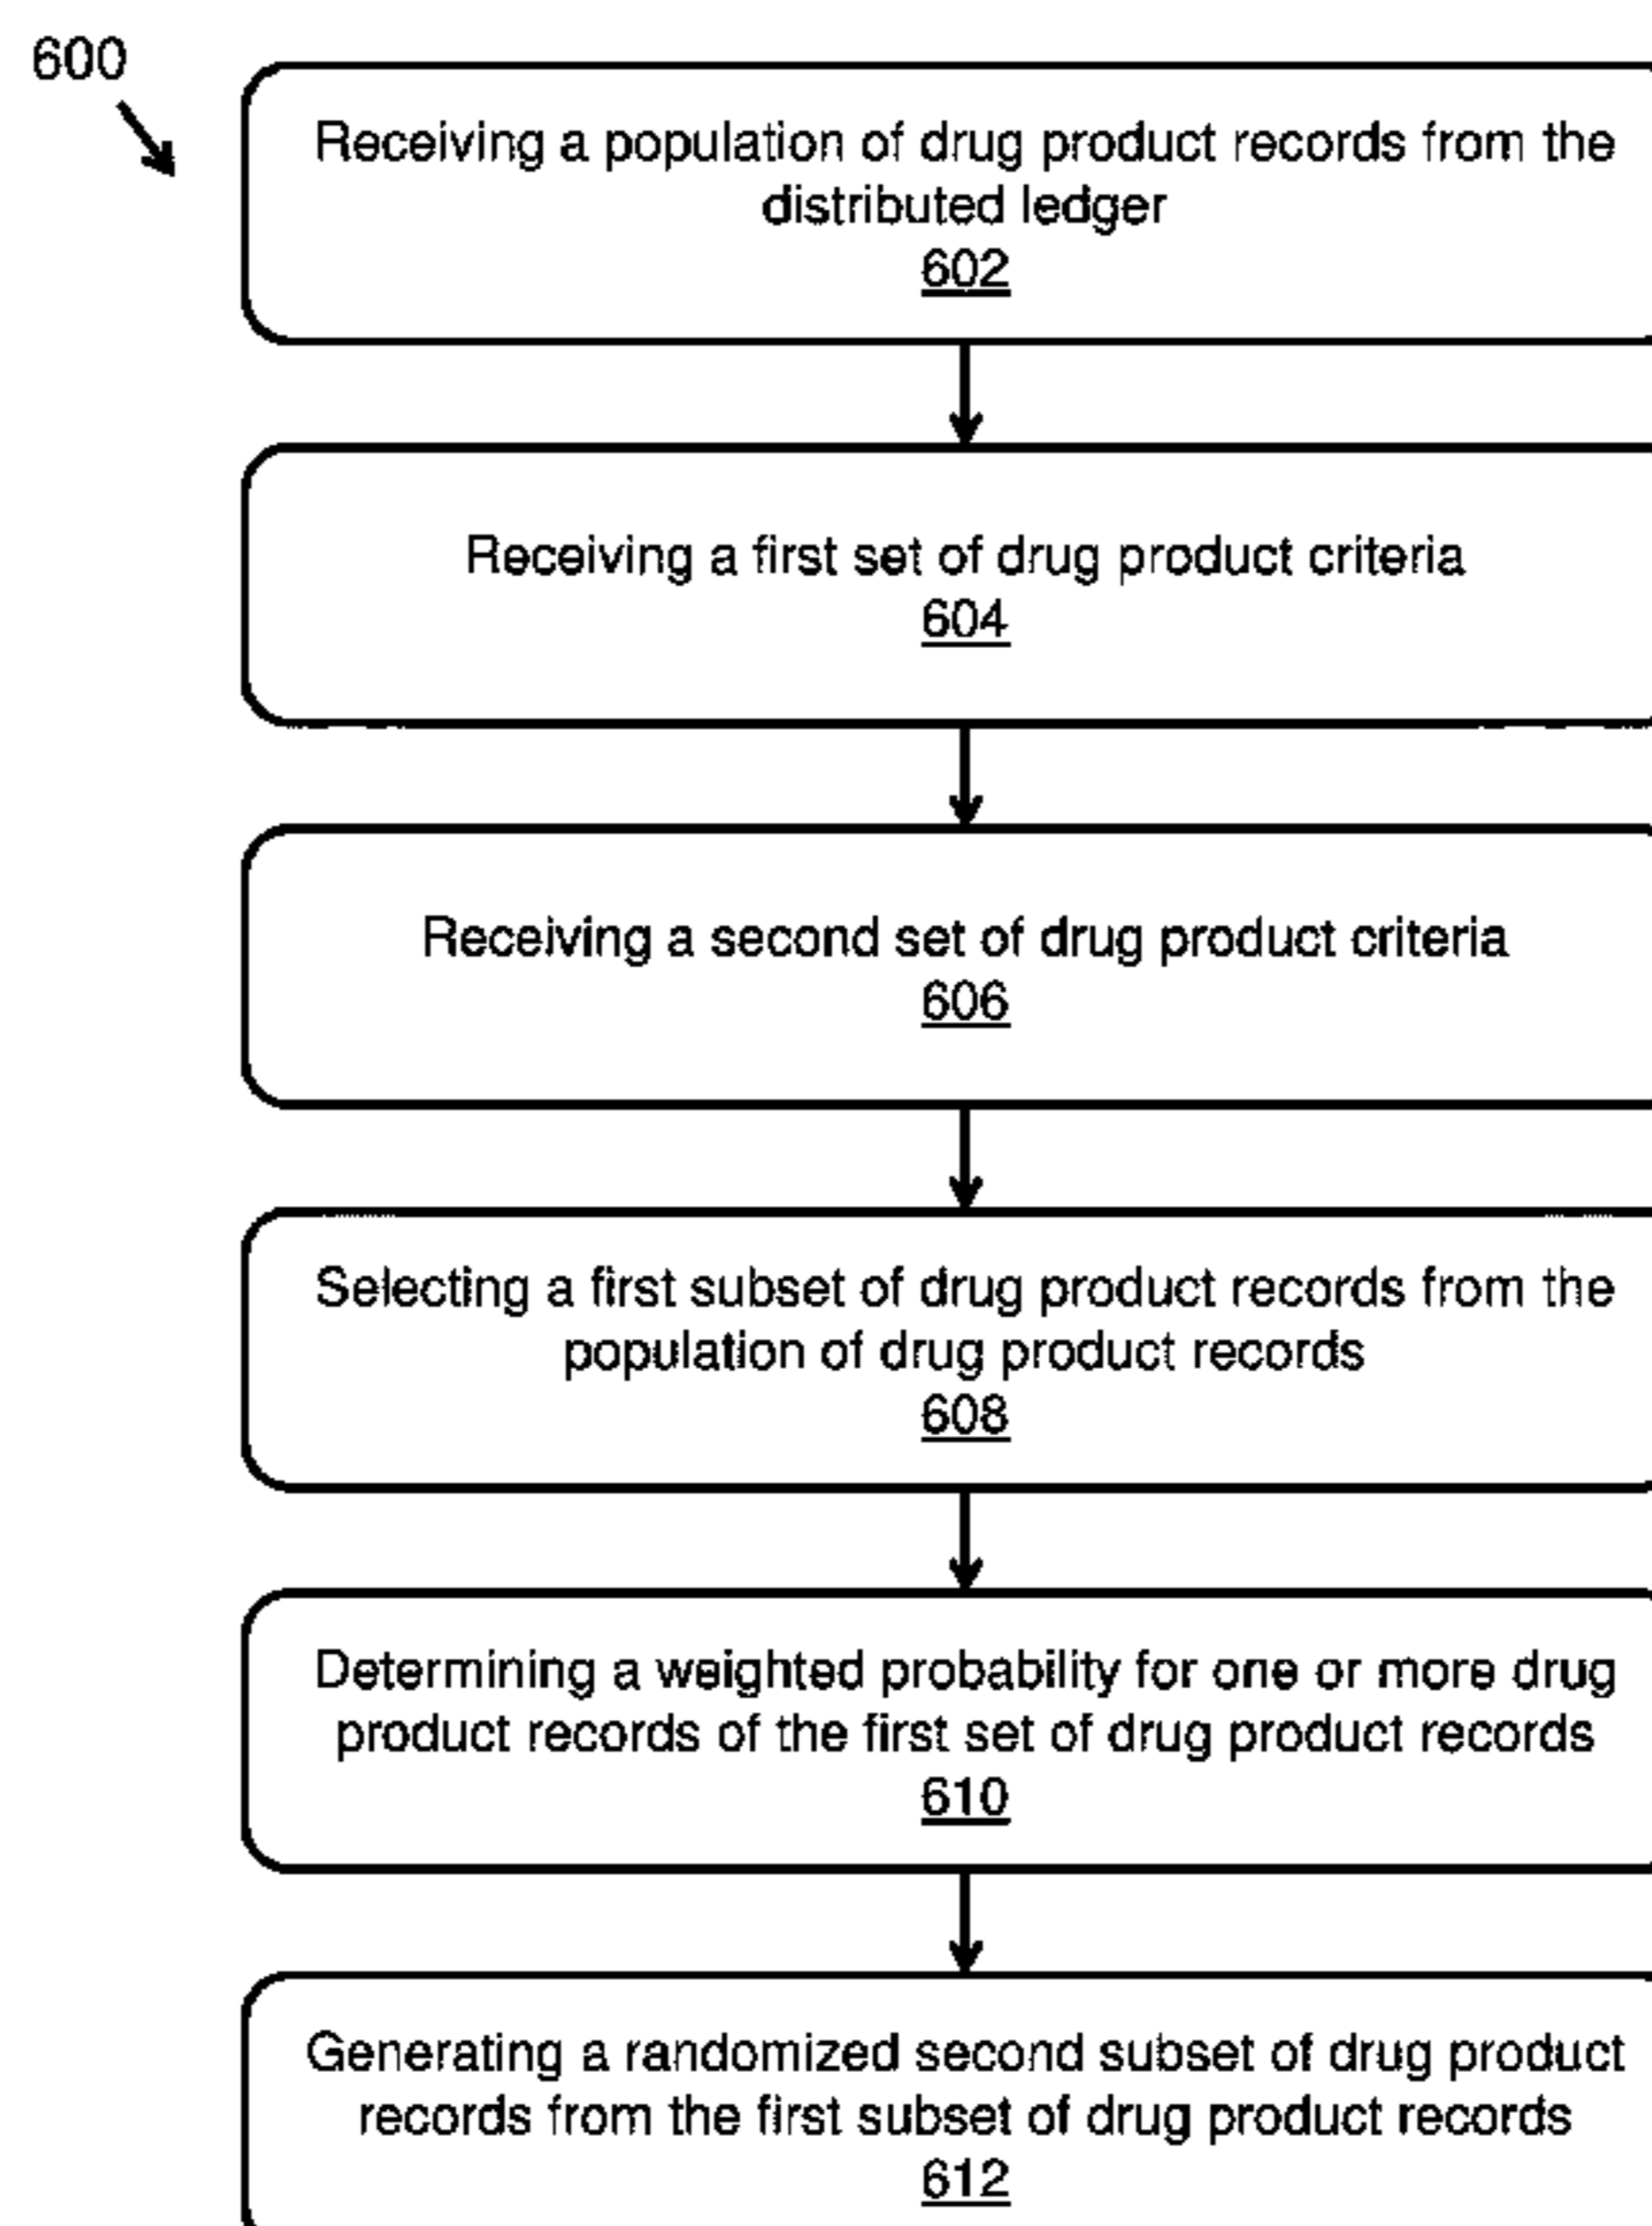 600
Receiving a population of drug product records from the
distributed ledger
602
Receiving a first set of drug product criteria
604
Receiving a second set of drug product criteria
606
Selecting a first subset of drug product records from the
population of drug product records
608
Determining a weighted probability for one or more drug
product records of the first set of drug product records
610
Generating a randomized second subset of drug product
records from the first subset of drug product records
612